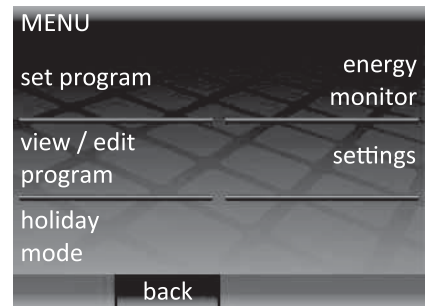 MENU
set program
energy
monitor
view / edit
program
settings
holiday
mode
back